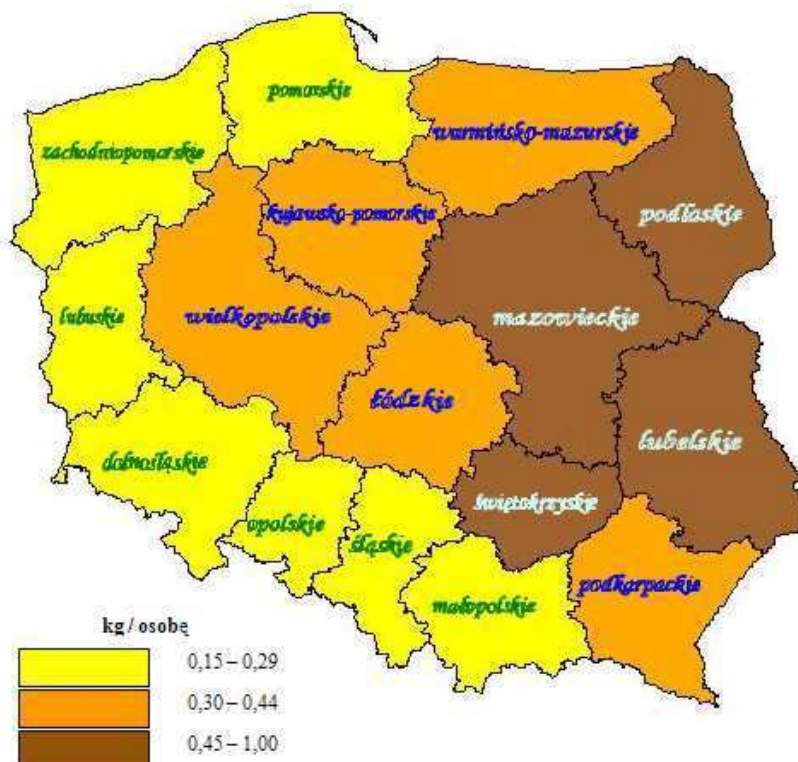 pomorskie
warmińsko-mazurskie
zachodniopomorskie
kujawsko-pomorskie
podlaskie
lubuskie
wielkopolskie
mazowieckie
łódzkie
lubelskie
dolnośląskie
świętokrzyskie
opolskie
śląskie
podkarpackie
małopolskie
kg / osobę
0,15 – 0,29
0,30 – 0,44
0,45 – 1,00